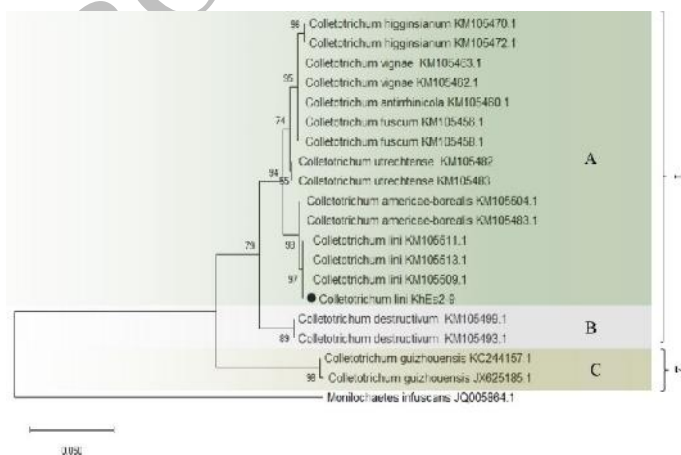 98
Colletotrichum higginsianum KM105470.1
Colletotrichum higginsianum KM105472.1
Colletotrichum vignae KM105463.1
95
Colletotrichum vignae KM105462.1
Colletotrichum antirrhinicola KM105460.1
74
Colletotrichum fuscum KM105456.1
Colletotrichum fuscum KM105458.1
A
Colletotrichum utrechtense KM105482
94
Colletotrichum utrechtense KM105483
Colletotrichum americae-borealis KM105504.1
Colletotrichum americae-borealis KM105483.1
79
93
Colletotrichum lini KM105511.1
Colletotrichum lini KM105513.1
97
Colletotrichum lini KM105509.1
Colletotrichum lini KhEs2-9
Colletotrichum destructivum KM105499.1
B
89
Colletotrichum destructivum KM105493.1
Colletotrichum guizhouensis KC244157.1
C
98
Colletotrichum guizhouensis JX625185.1
Monilochaetes infuscans JQ005864.1
0.050